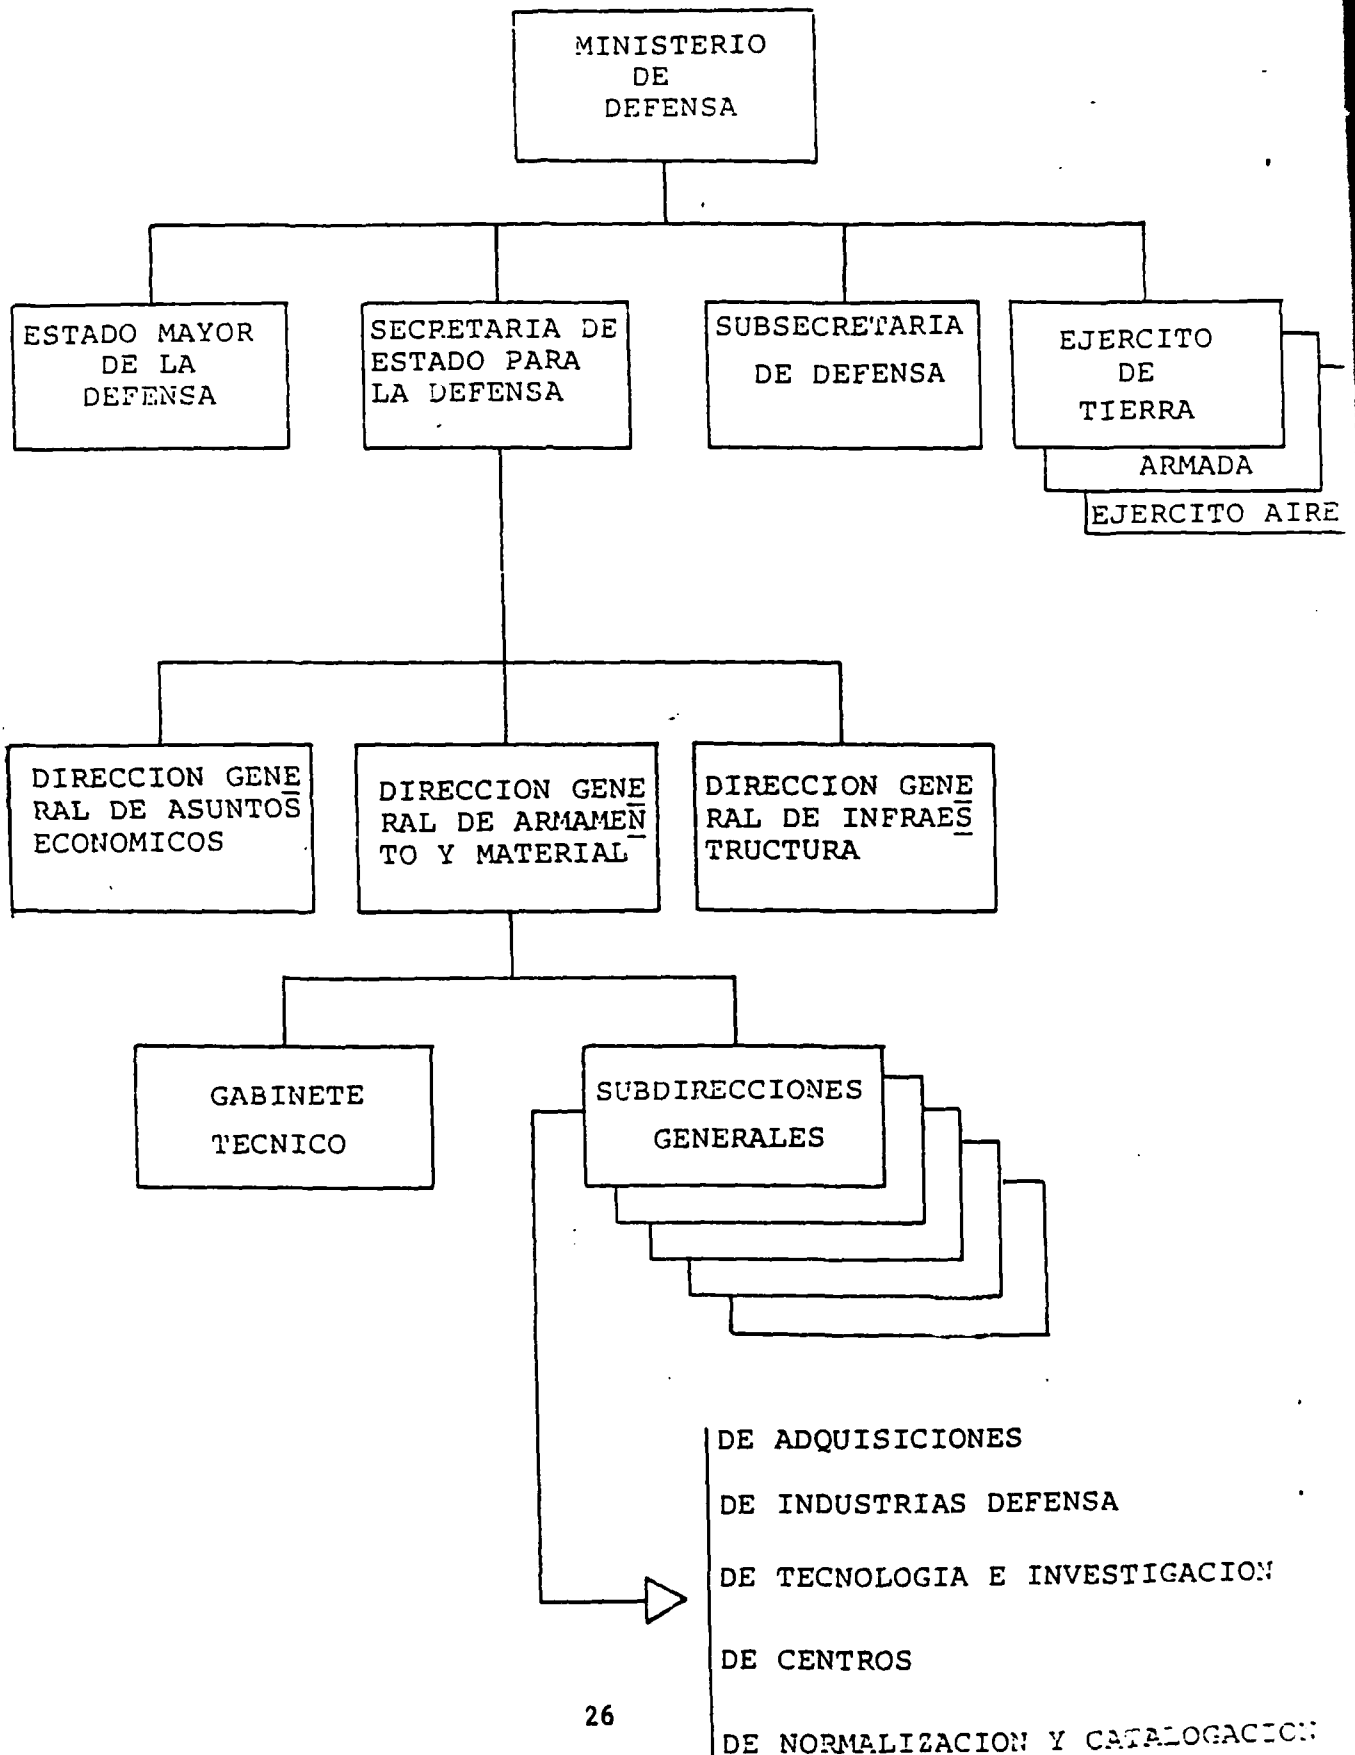 MINISTERIO
DE
DEFENSA
ESTADO MAYOR
DE LA
DEFENSA
SECRETARIA DE
ESTADO PARA
LA DEFENSA
SUBSECRETARIA
DE DEFENSA
EJERCITO
DE
TIERRA
ARMADA
EJERCITO AIRE
DIRECCION GENE
RAL DE ASUNTOS
ECONOMICOS
DIRECCION GENE
RAL DE ARMAMEN
TO Y MATERIAL
DIRECCION GENE
RAL DE INFRAES
TRUCTURA
GABINETE
TECNICO
SUBDIRECCIONES
GENERALES
DE ADQUISICIONES
DE INDUSTRIAS DEFENSA
DE TECNOLOGIA E INVESTIGACION
DE CENTROS
DE NORMALIZACION Y CATALOGACION
26